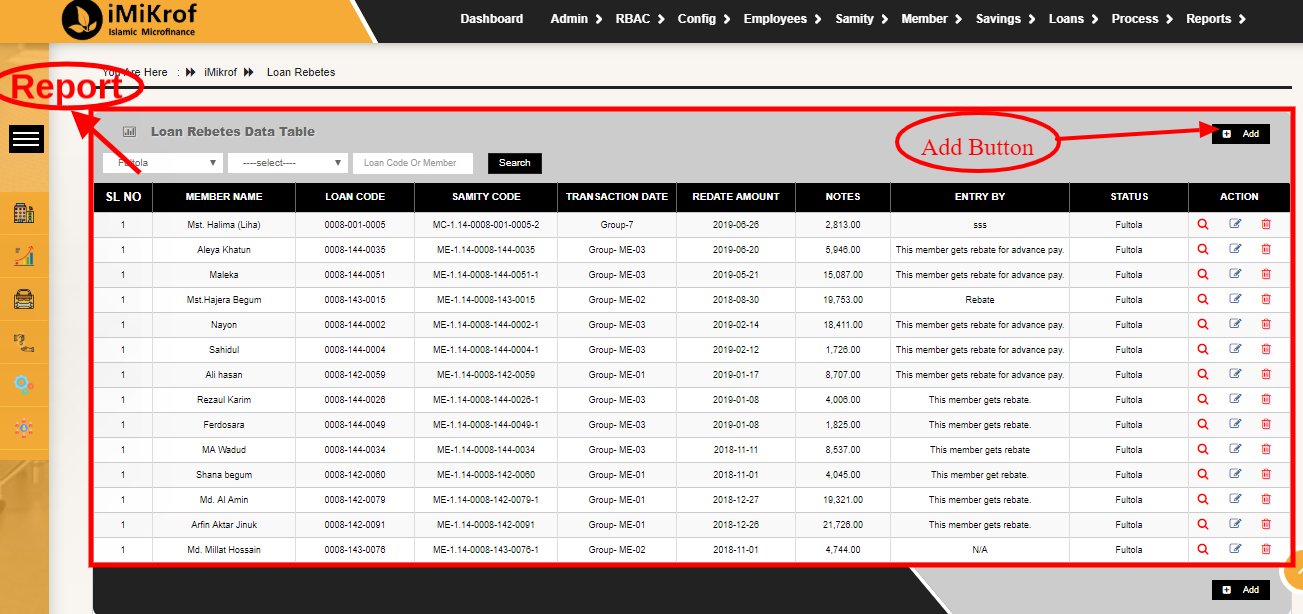 iMiKrof
Islamic Microfinance
Dashboard Admin RBAC Config Employees Samity Member Savings Loans Process Reports
You Are Here : iMikrof Loan Rebetes
Report
Loan Rebetes Data Table
Add Button
Add
Fultola ----select---- Loan Code Or Member Search
SL NO MEMBER NAME LOAN CODE SAMITY CODE TRANSACTION DATE REDATE AMOUNT NOTES ENTRY BY STATUS ACTION
1 Mst. Halima (Liha) 0008-001-0005 MC-1.14-0008-001-0005-2 Group-7 2019-06-26 2,813.00 sss Fultola
1 Aleya Khatun 0008-144-0035 ME-1.14-0008-144-0035 Group- ME-03 2019-06-20 5,946.00 This member gets rebate for advance pay. Fultola
1 Maleka 0008-144-0051 ME-1.14-0008-144-0051-1 Group- ME-03 2019-05-21 15,087.00 This member gets rebate for advance pay. Fultola
1 Mst.Hajera Begum 0008-143-0015 ME-1.14-0008-143-0015 Group- ME-02 2018-08-30 19,753.00 Rebate Fultola
1 Nayon 0008-144-0002 ME-1.14-0008-144-0002-1 Group- ME-03 2019-02-14 18,411.00 This member gets rebate for advance pay. Fultola
1 Sahidul 0008-144-0004 ME-1.14-0008-144-0004-1 Group- ME-03 2019-02-12 1,726.00 This member gets rebate for advance pay. Fultola
1 Ali hasan 0008-142-0059 ME-1.14-0008-142-0059 Group- ME-01 2019-01-17 8,707.00 This member gets rebate for advance pay. Fultola
1 Rezaul Karim 0008-144-0026 ME-1.14-0008-144-0026-1 Group- ME-03 2019-01-08 4,006.00 This member gets rebate. Fultola
1 Ferdosara 0008-144-0049 ME-1.14-0008-144-0049-1 Group- ME-03 2019-01-08 1,825.00 This member gets rebate. Fultola
1 MA Wadud 0008-144-0034 ME-1.14-0008-144-0034 Group- ME-03 2018-11-11 8,537.00 This member gets rebate Fultola
1 Shana begum 0008-142-0060 ME-1.14-0008-142-0060 Group- ME-01 2018-11-01 4,045.00 This member get rebate. Fultola
1 Md. Al Amin 0008-142-0079 ME-1.14-0008-142-0079-1 Group- ME-01 2018-12-27 19,321.00 This member gets rebate. Fultola
1 Arfin Aktar Jinuk 0008-142-0091 ME-1.14-0008-142-0091 Group- ME-01 2018-12-26 21,726.00 This member gets rebate. Fultola
1 Md. Millat Hossain 0008-143-0076 ME-1.14-0008-143-0076-1 Group- ME-02 2018-11-01 4,744.00 N/A Fultola
Add